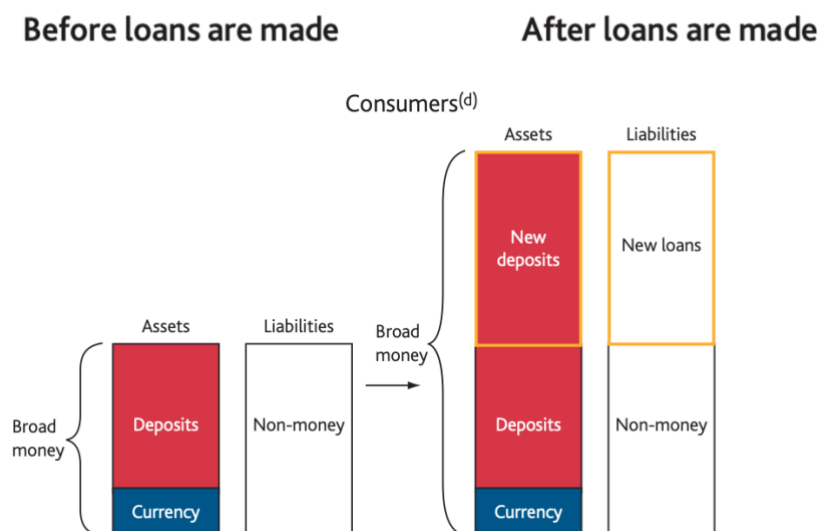 Before loans are made
After loans are made
Consumers(d)
Assets
Liabilities
New
deposits
New loans
Assets
Liabilities
Broad
money
Broad
money
Deposits
Non-money
Deposits
Non-money
Currency
Currency